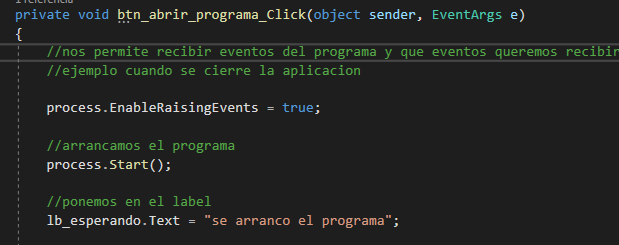 1 referencia
private void btn_abrir_programa_Click(object sender, EventArgs e)
{
//nos permite recibir eventos del programa y que eventos queremos recibir
//ejemplo cuando se cierre la aplicacion
process.EnableRaisingEvents = true;
//arrancamos el programa
process.Start();
//ponemos en el label
lb_esperando.Text = "se arranco el programa";